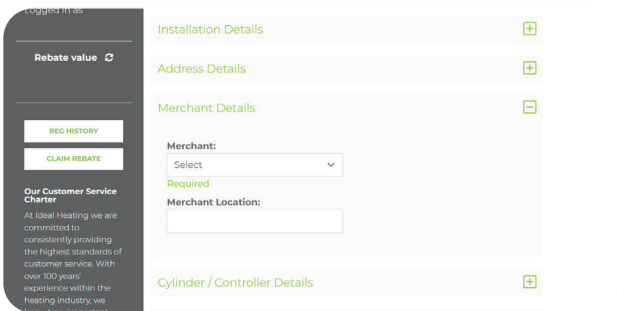 Logged in as
Rebate value
REG HISTORY
CLAIM REBATE
Our Customer Service
Charter
At Ideal Heating we are
committed to
consistently providing
the highest standards of
customer service. With
over 100 years'
experience within the
heating industry, we
Installation Details
Address Details
Merchant Details
Merchant:
Select
Required
Merchant Location:
Cylinder / Controller Details